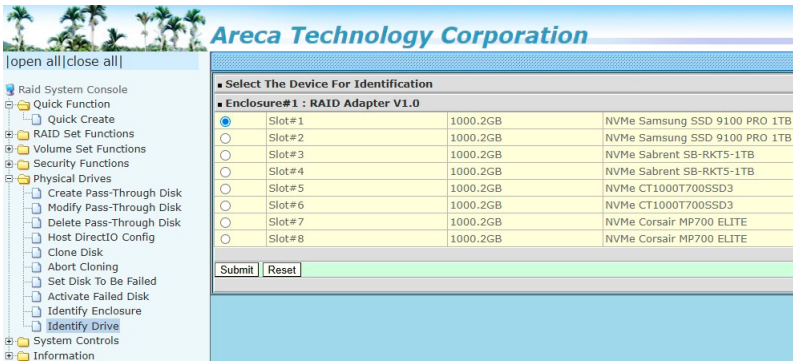 Areca Technology Corporation
|open all|close all|
Raid System Console
Quick Function
Quick Create
RAID Set Functions
Volume Set Functions
Security Functions
Physical Drives
Create Pass-Through Disk
Modify Pass-Through Disk
Delete Pass-Through Disk
Host DirectIO Config
Clone Disk
Abort Cloning
Set Disk To Be Failed
Activate Failed Disk
Identify Enclosure
Identify Drive
System Controls
Information
Select The Device For Identification
Enclosure#1 : RAID Adapter V1.0
Slot#1 1000.2GB NVMe Samsung SSD 9100 PRO 1TB
Slot#2 1000.2GB NVMe Samsung SSD 9100 PRO 1TB
Slot#3 1000.2GB NVMe Sabrent SB-RKT5-1TB
Slot#4 1000.2GB NVMe Sabrent SB-RKT5-1TB
Slot#5 1000.2GB NVMe CT1000T700SSD3
Slot#6 1000.2GB NVMe CT1000T700SSD3
Slot#7 1000.2GB NVMe Corsair MP700 ELITE
Slot#8 1000.2GB NVMe Corsair MP700 ELITE
Submit Reset